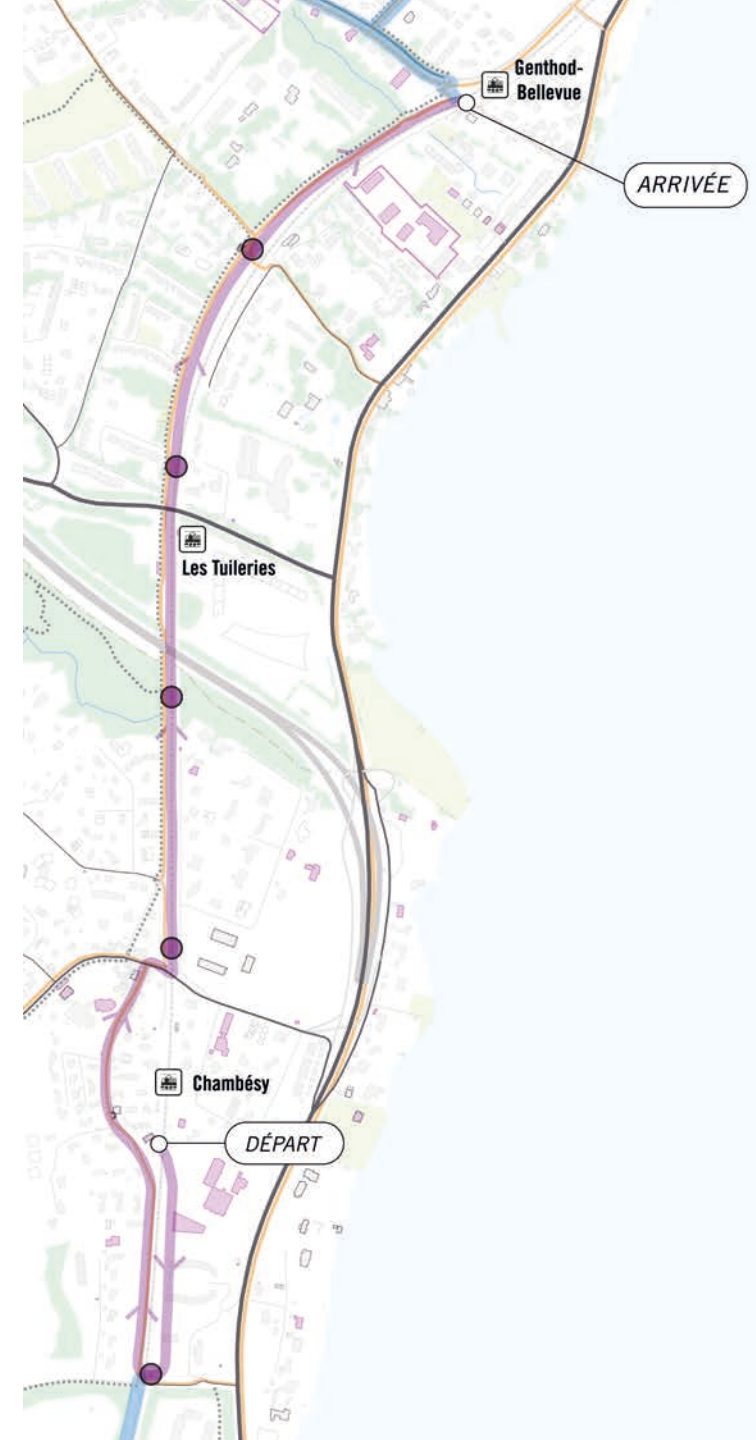 Genthod-
Bellevue
ARRIVÉE
Les Tuileries
Chambésy
DÉPART